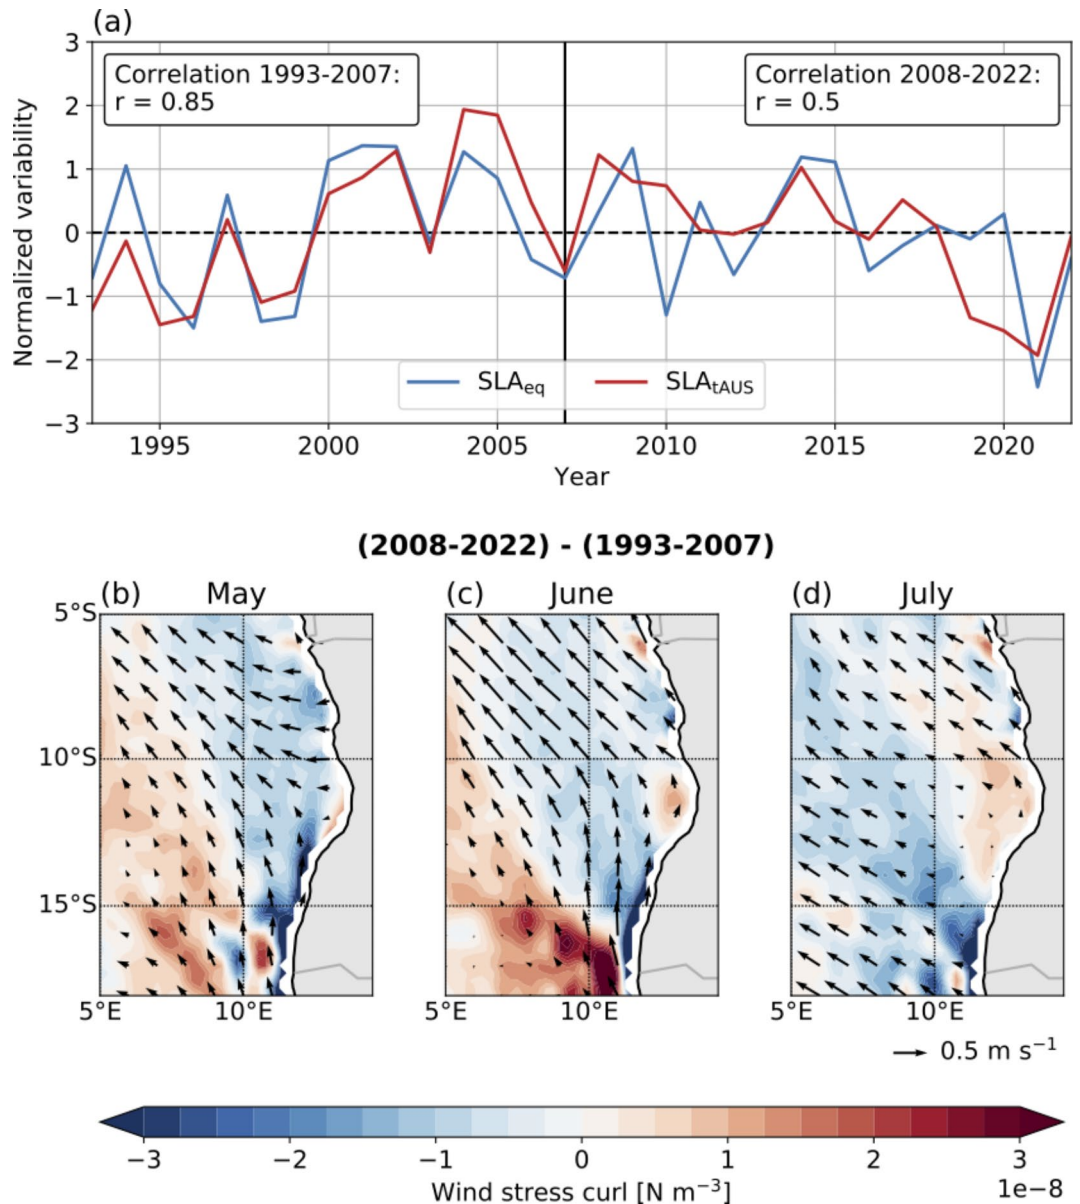 (a)
3
2
1
0
−1
−2
−3
Normalized variability
Correlation 1993-2007:
r = 0.85
Correlation 2008-2022:
r = 0.5
SLAeq
SLAtAUS
1995 2000 2005 2010 2015 2020
Year
(2008-2022) - (1993-2007)
(b) May
(c) June
(d) July
5°S
10°S
15°S
5°E 10°E
5°E 10°E
5°E 10°E
0.5 m s−1
−3 −2 −1 0 1 2 3
1e−8
Wind stress curl [N m−3]